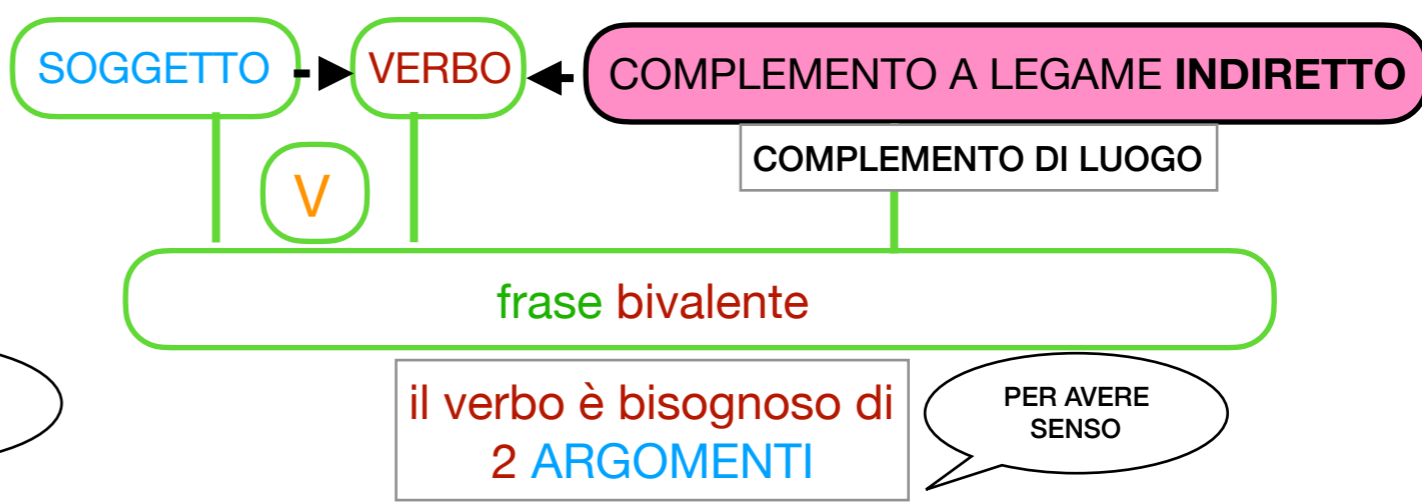 SOGGETTO
VERBO
COMPLEMENTO A LEGAME INDIRETTO
COMPLEMENTO DI LUOGO
V
frase bivalente
il verbo è bisognoso di
2 ARGOMENTI
PER AVERE
SENSO